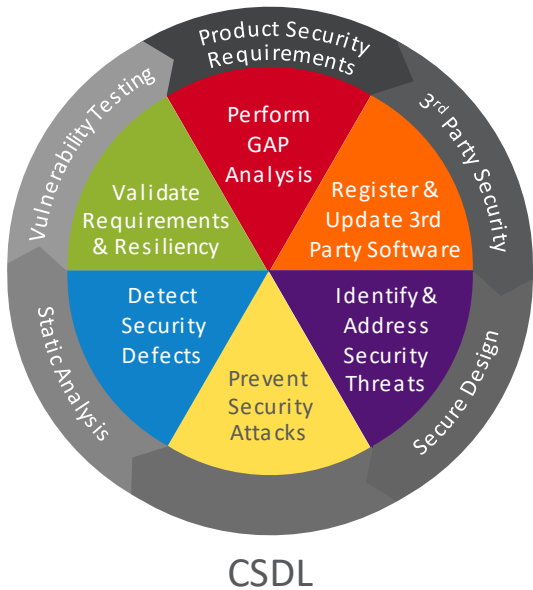 Product Security
Requirements
3rd Party Security
Secure Design
Static Analysis
Vulnerability Testing
Perform
GAP
Analysis
Register &
Update 3rd
Party Software
Identify &
Address
Security
Threats
Prevent
Security
Attacks
Detect
Security
Defects
Validate
Requirements
& Resiliency
CSDL